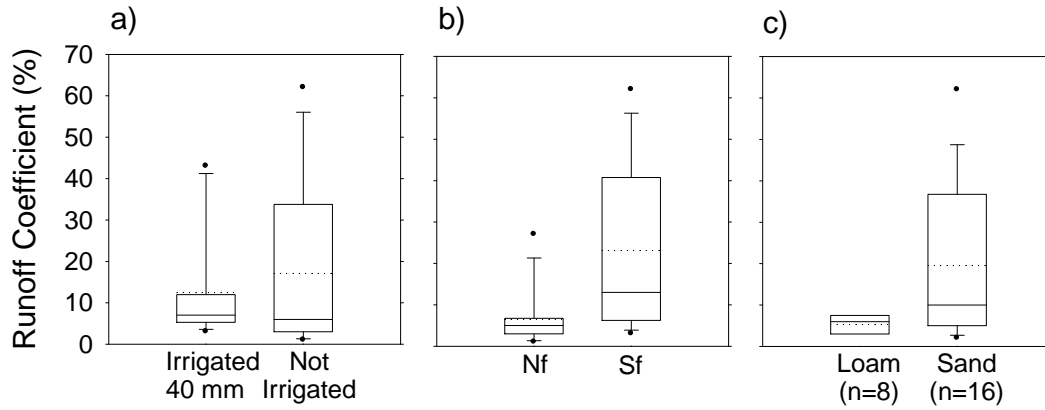 a)
b)
c)
Runoff Coefficient (%)
70
60
50
40
30
20
10
0
Irrigated
40 mm
Not
Irrigated
Nf
Sf
Loam
(n=8)
Sand
(n=16)